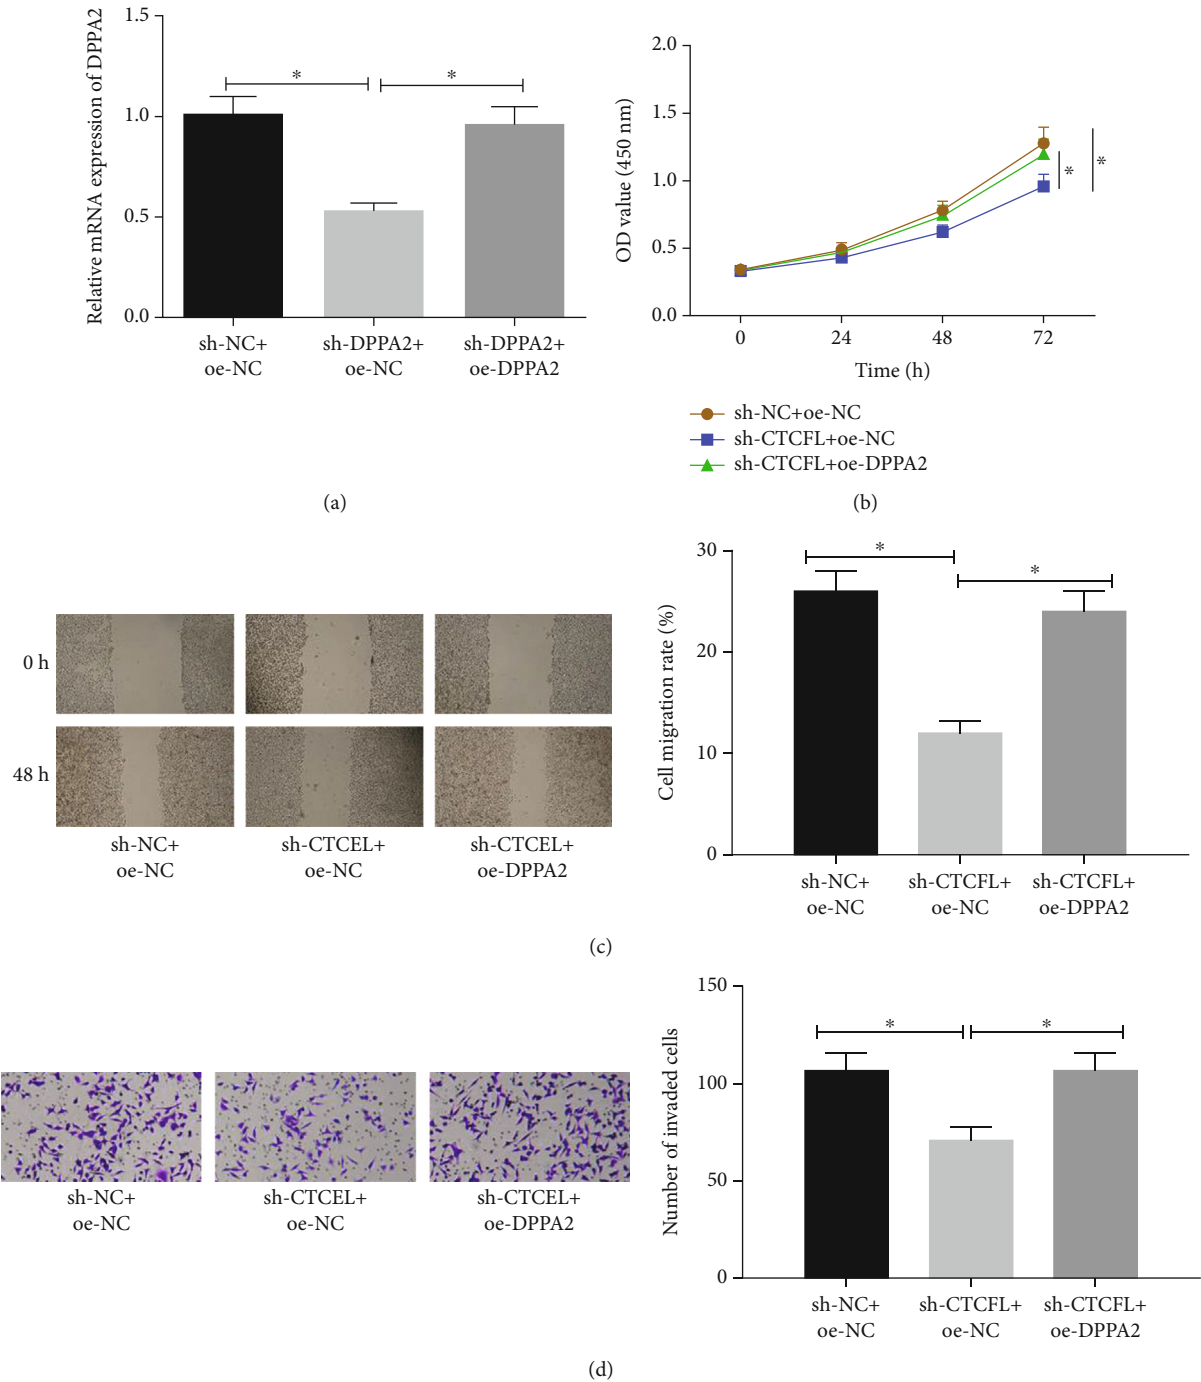 Relative mRNA expression of DPPA2
1.5
1.0
0.5
0.0
*
*
sh-NC+
oe-NC
sh-DPPA2+
oe-NC
sh-DPPA2+
oe-DPPA2
(a)
OD value (450 nm)
2.0
1.5
1.0
0.5
0.0
*
*
0
24
48
72
Time (h)
sh-NC+oe-NC
sh-CTCFL+oe-NC
sh-CTCFL+oe-DPPA2
(b)
0 h
48 h
sh-NC+
oe-NC
sh-CTCEL+
oe-NC
sh-CTCEL+
oe-DPPA2
Cell migration rate (%)
30
20
10
0
*
*
sh-NC+
oe-NC
sh-CTCFL+
oe-NC
sh-CTCFL+
oe-DPPA2
(c)
sh-NC+
oe-NC
sh-CTCEL+
oe-NC
sh-CTCEL+
oe-DPPA2
Number of invaded cells
150
100
50
0
*
*
sh-NC+
oe-NC
sh-CTCFL+
oe-NC
sh-CTCFL+
oe-DPPA2
(d)